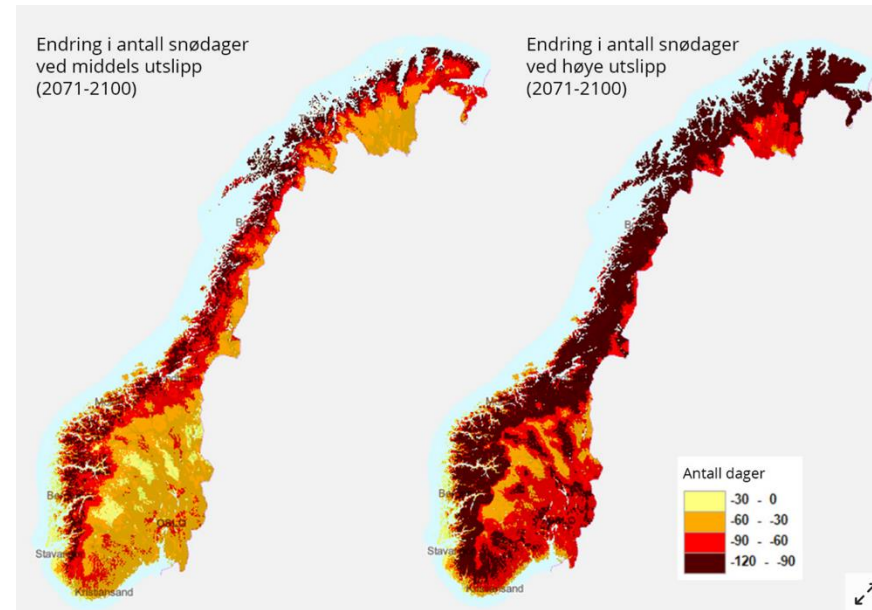 Endring i antall snødager
ved middels utslipp
(2071-2100)
Endring i antall snødager
ved høye utslipp
(2071-2100)
OSLO
Kristiansand
Antall dager
-30 - 0
-60 - -30
-90 - -60
-120 - -90